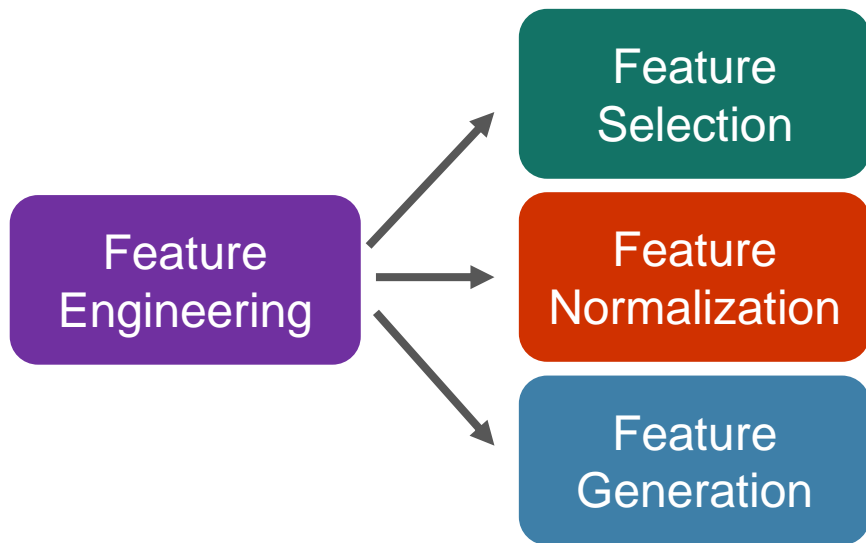 Feature
Selection
Feature
Engineering
Feature
Normalization
Feature
Generation